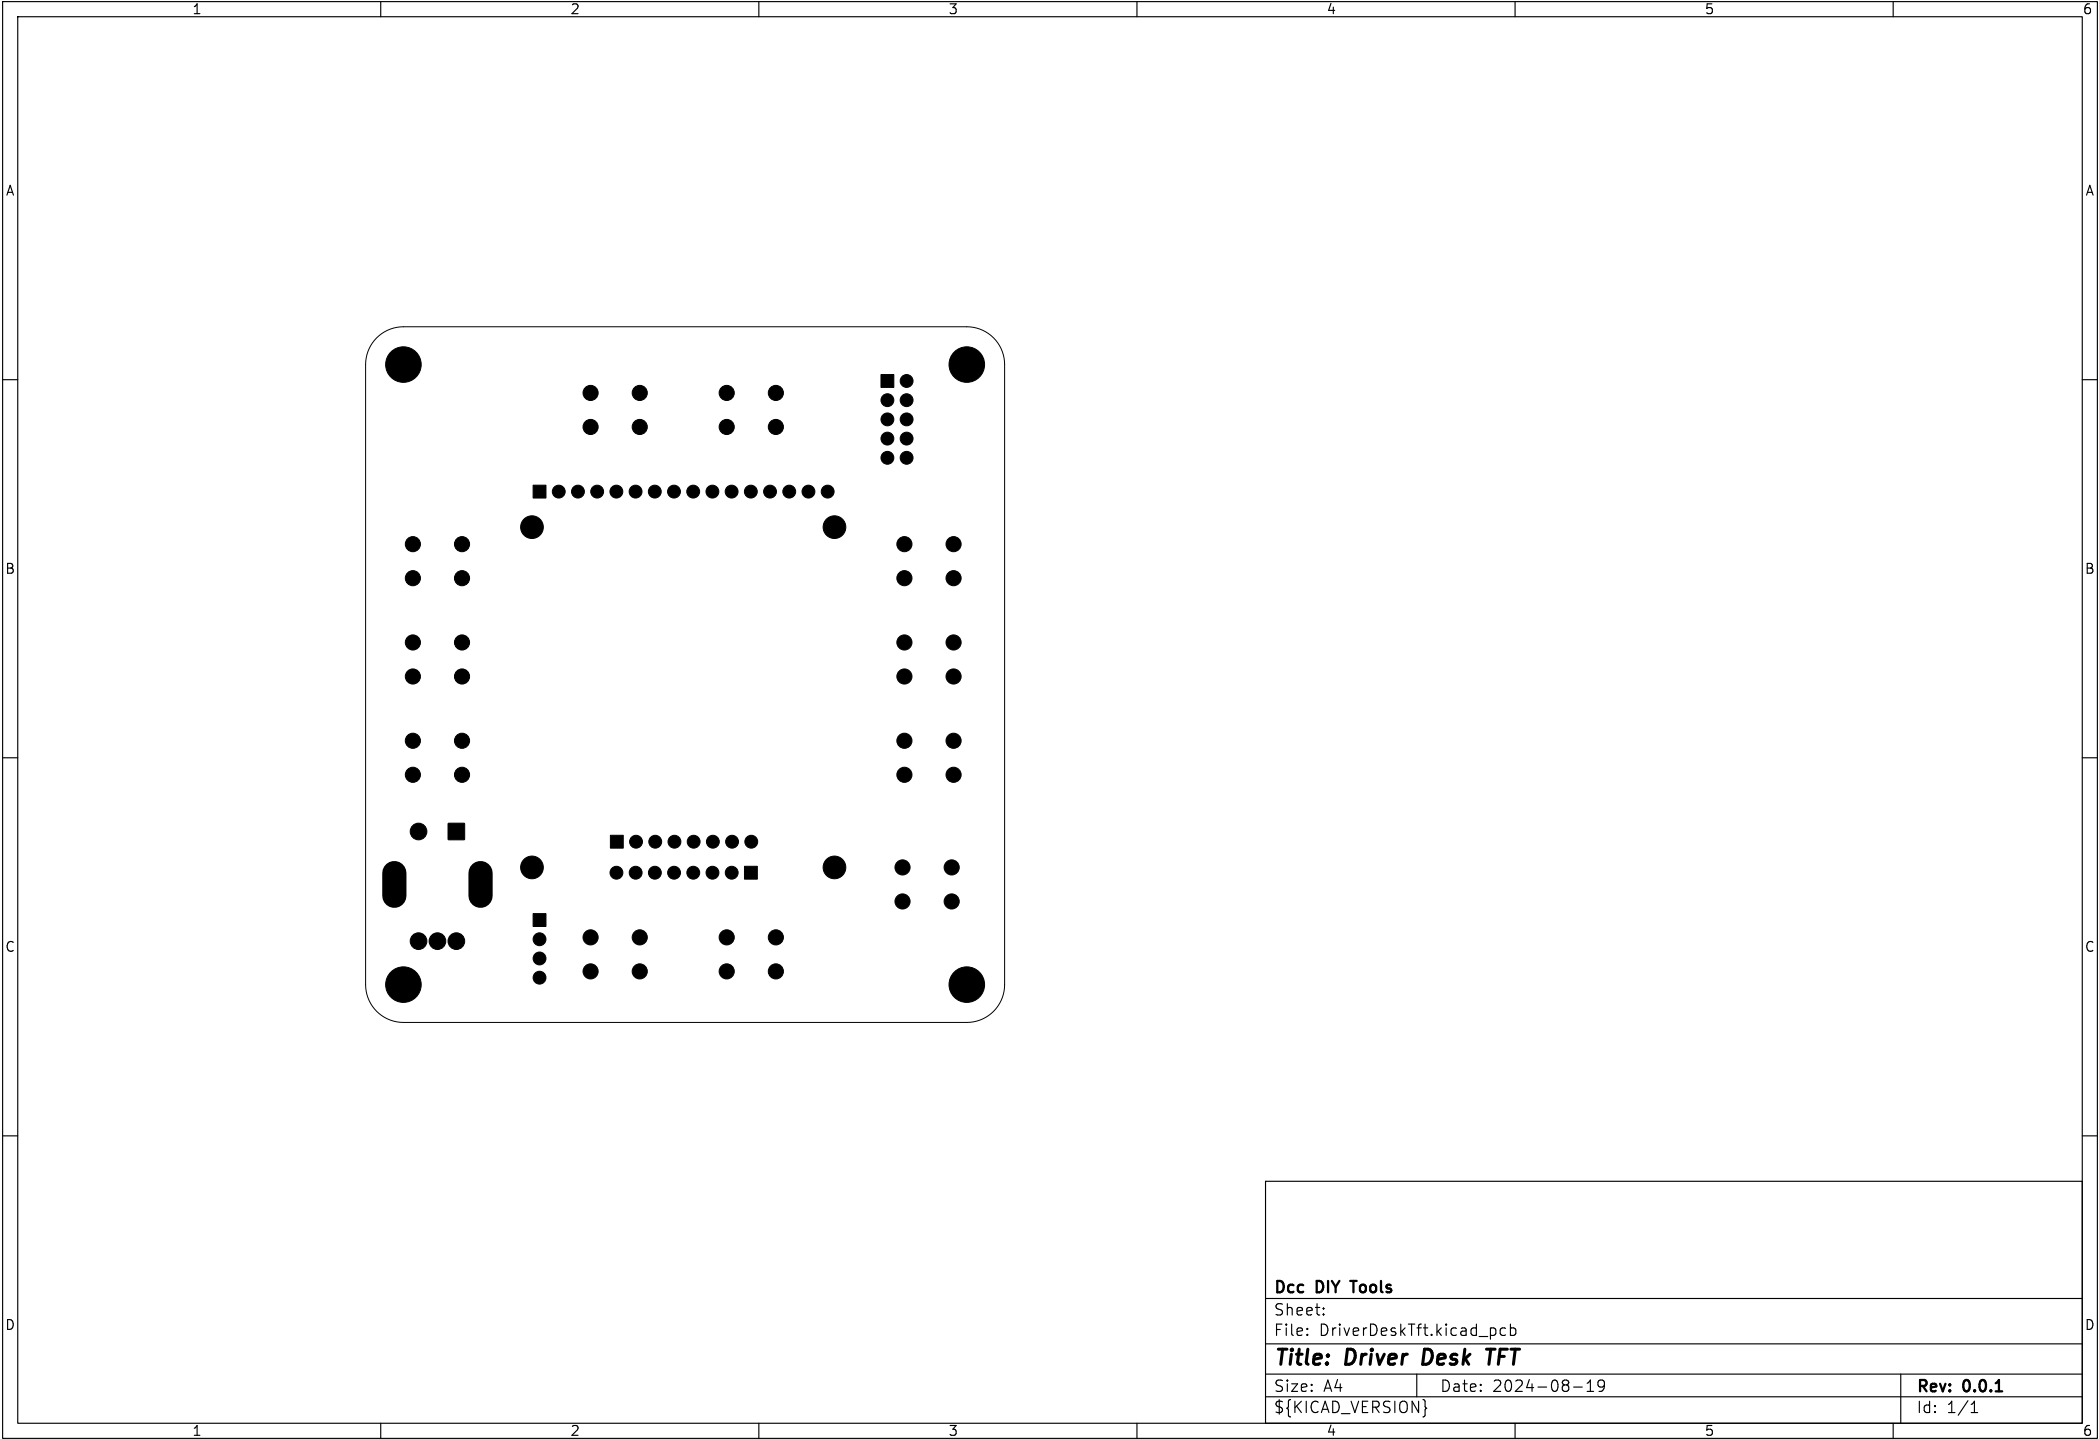 1 2 3 4 5 6
A A
B B
C C
Dcc DIY Tools
Sheet:
File: DriverDeskTft.kicad_pcb
D D
Title: Driver Desk TFT
Size: A4 Date: 2024-08-19 Rev: 0.0.1
${KICAD_VERSION} Id: 1/1
1 2 3 4 5 6